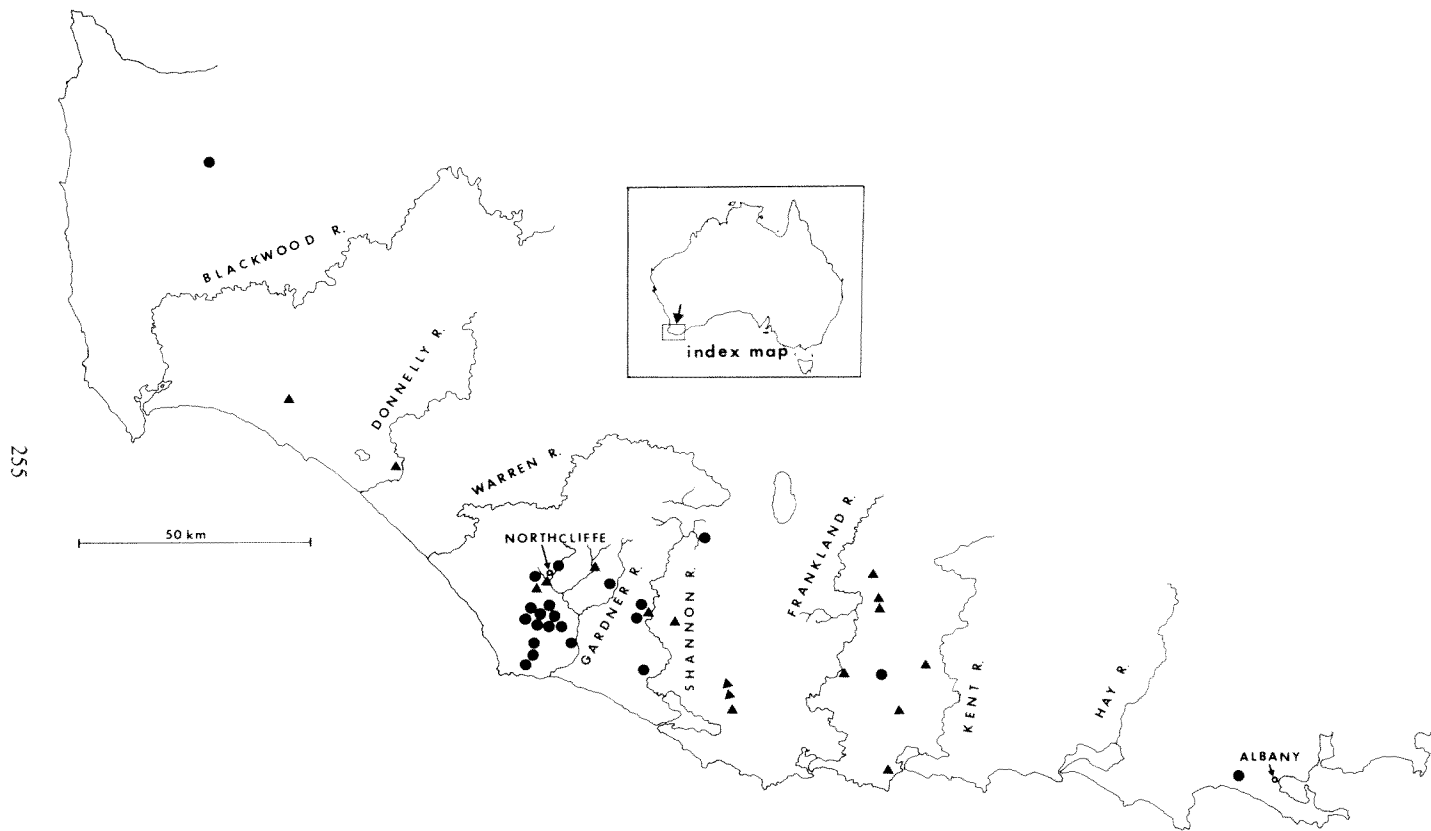 BLACKWOOD R.
DONNELLY R.
index map
WARREN R.
255
50 km
NORTHCLIFFE
GARDNER R.
SHANNON R.
FRANKLAND R.
KENT R.
HAY R.
ALBANY